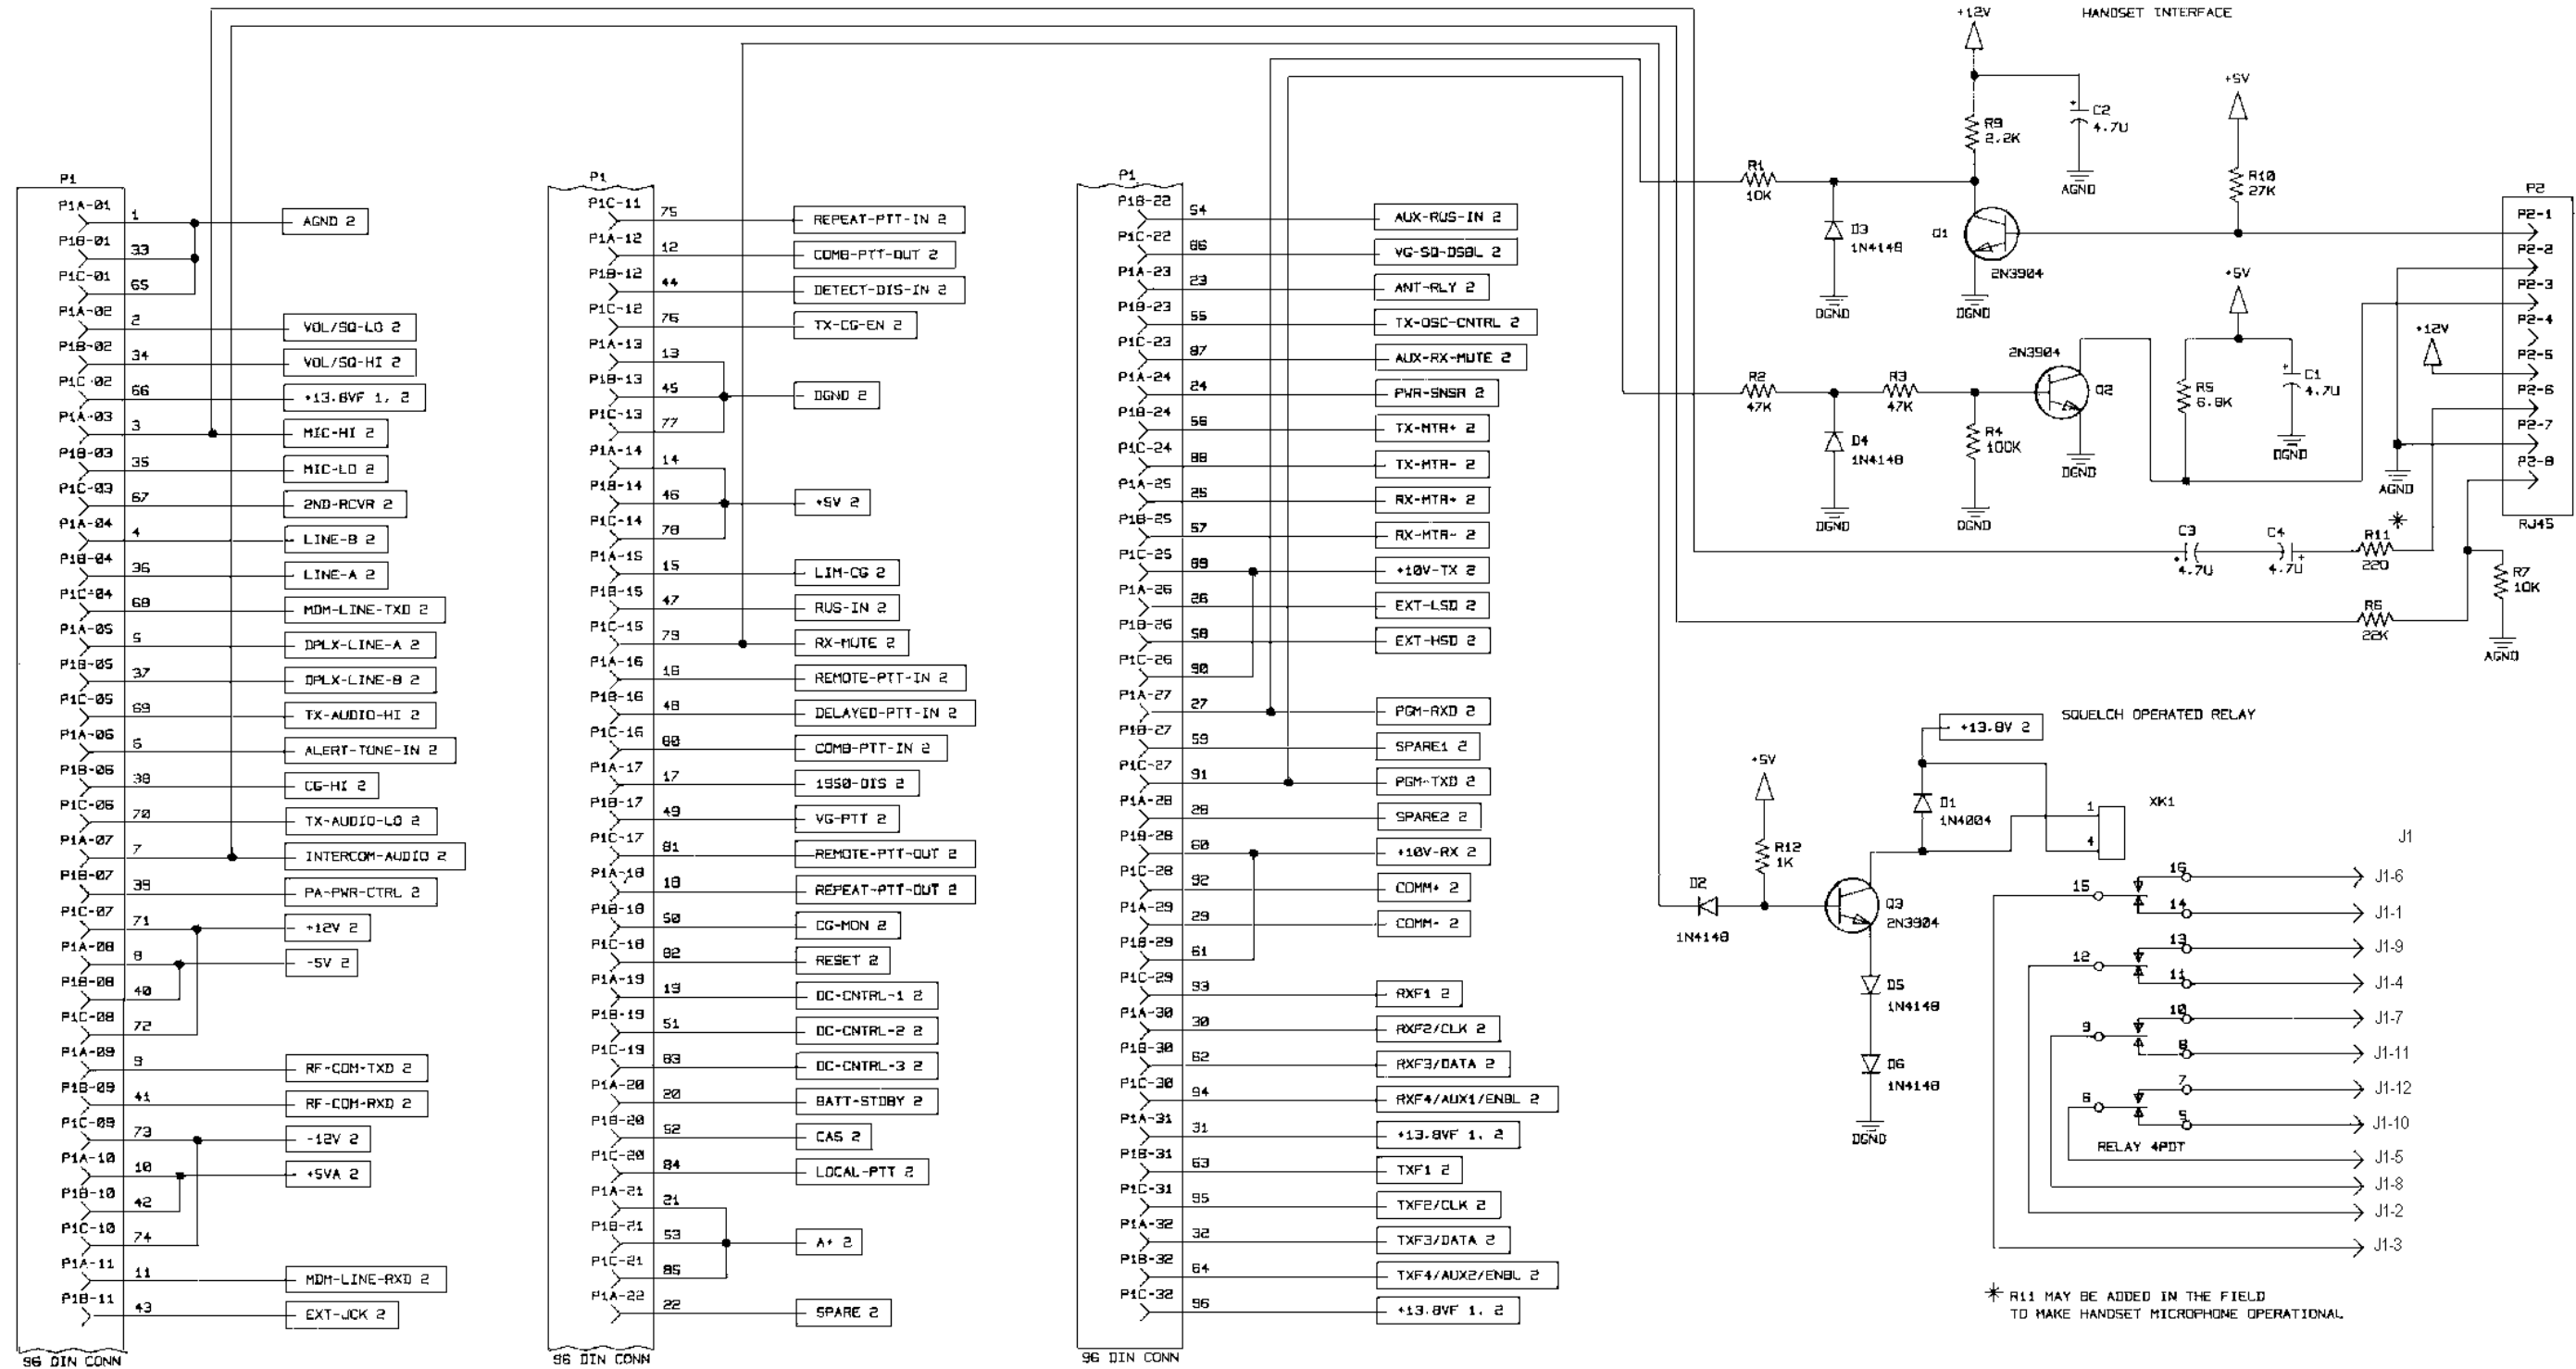 HANDSET INTERFACE
P1
P1A-01 1 AGND 2
P1B-01 33
P1C-01 65
P1A-02 2 VOL/SQ-LO 2
P1B-02 34 VOL/SQ-HI 2
P1C-02 66 +13.8VF 1, 2
P1A-03 3 MIC-HI 2
P1B-03 35 MIC-LO 2
P1C-03 67 2ND-RCVR 2
P1A-04 4 LINE-B 2
P1B-04 36 LINE-A 2
P1C-04 68 MDM-LINE-TXD 2
P1A-05 5 DPLX-LINE-A 2
P1B-05 37 DPLX-LINE-B 2
P1C-05 69 TX-AUDIO-HI 2
P1A-06 6 ALERT-TONE-IN 2
P1B-06 38 CG-HI 2
P1C-06 70 TX-AUDIO-LO 2
P1A-07 7 INTERCOM-AUDIO 2
P1B-07 39 PA-PWR-CTRL 2
P1C-07 71 +12V 2
P1A-08 8 -5V 2
P1B-08 40
P1C-08 72
P1A-09 9 RF-COM-TXD 2
P1B-09 41 RF-COM-RXD 2
P1C-09 73 -12V 2
P1A-10 10 +5VA 2
P1B-10 42
P1C-10 74
P1A-11 11 MDM-LINE-RXD 2
P1B-11 43 EXT-JCK 2
96 DIN CONN
P1
P1C-11 75 REPEAT-PTT-IN 2
P1A-12 12 COMB-PTT-OUT 2
P1B-12 44 DETECT-DIS-IN 2
P1C-12 76 TX-CG-EN 2
P1A-13 13
P1B-13 45 DGND 2
P1C-13 77
P1A-14 14
P1B-14 46 +5V 2
P1C-14 78
P1A-15 15 LIM-CG 2
P1B-15 47 RUS-IN 2
P1C-15 79 RX-MUTE 2
P1A-16 16 REMOTE-PTT-IN 2
P1B-16 48 DELAYED-PTT-IN 2
P1C-16 80 COMB-PTT-IN 2
P1A-17 17 1950-DIS 2
P1B-17 49 VG-PTT 2
P1C-17 81 REMOTE-PTT-OUT 2
P1A-18 18 REPEAT-PTT-OUT 2
P1B-18 50 CG-MON 2
P1C-18 82 RESET 2
P1A-19 19 DC-CNTRL-1 2
P1B-19 51 DC-CNTRL-2 2
P1C-19 83 DC-CNTRL-3 2
P1A-20 20 BATT-STDBY 2
P1B-20 52 CAS 2
P1C-20 84 LOCAL-PTT 2
P1A-21 21
P1B-21 53 A+ 2
P1C-21 85
P1A-22 22 SPARE 2
96 DIN CONN
P1
P1B-22 54 AUX-RUS-IN 2
P1C-22 86 VG-SQ-DSBL 2
P1A-23 23 ANT-RLY 2
P1B-23 55 TX-OSC-CNTRL 2
P1C-23 87 AUX-RX-MUTE 2
P1A-24 24 PWR-SNSR 2
P1B-24 56 TX-MTR+ 2
P1C-24 88 TX-MTR- 2
P1A-25 25 RX-MTR+ 2
P1B-25 57 RX-MTR- 2
P1C-25 89 +10V-TX 2
P1A-26 26 EXT-LSD 2
P1B-26 58 EXT-HSD 2
P1C-26 90
P1A-27 27 PGM-RXD 2
P1B-27 59 SPARE1 2
P1C-27 91 PGM-TXD 2
P1A-28 28 SPARE2 2
P1B-28 60 +10V-RX 2
P1C-28 92 COMM+ 2
P1A-29 29 COMM- 2
P1B-29 61
P1C-29 93 RXF1 2
P1A-30 30 RXF2/CLK 2
P1B-30 62 RXF3/DATA 2
P1C-30 94 RXF4/AUX1/ENBL 2
P1A-31 31 +13.8VF 1, 2
P1B-31 63 TXF1 2
P1C-31 95 TXF2/CLK 2
P1A-32 32 TXF3/DATA 2
P1B-32 64 TXF4/AUX2/ENBL 2
P1C-32 96 +13.8VF 1, 2
96 DIN CONN
+12V
C2
4.7U
AGND
R9
2.2K
R1
10K
D3
1N4148
DGND
Q1
2N3904
DGND
+5V
R10
27K
P2
P2-1
P2-2
P2-3
P2-4
P2-5
P2-6
P2-7
P2-8
RJ45
+5V
+12V
C1
4.7U
DGND
R5
6.8K
2N3904
Q2
DGND
R2
47K
R3
47K
D4
1N4148
DGND
R4
100K
DGND
AGND
*
C3
4.7U
C4
4.7U
R11
220
R7
10K
AGND
R6
22K
SQUELCH OPERATED RELAY
+13.8V 2
+5V
R12
1K
D1
1N4004
1
4
XK1
D2
1N4148
Q3
2N3904
D5
1N4148
D6
1N4148
DGND
J1
15 16 J1-6
14 J1-1
12 13 J1-9
11 J1-4
9 10 J1-7
8 J1-11
6 7 J1-12
5 J1-10
RELAY 4PDT
J1-5
J1-8
J1-2
J1-3
* R11 MAY BE ADDED IN THE FIELD
TO MAKE HANDSET MICROPHONE OPERATIONAL